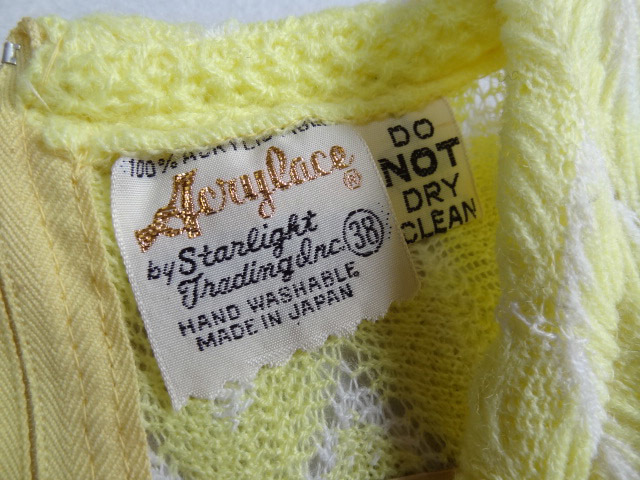 100% ACRYLIC
Acrylace ®
by Starlight
Trading Inc. 38
HAND WASHABLE
MADE IN JAPAN
DO
NOT
DRY
CLEAN